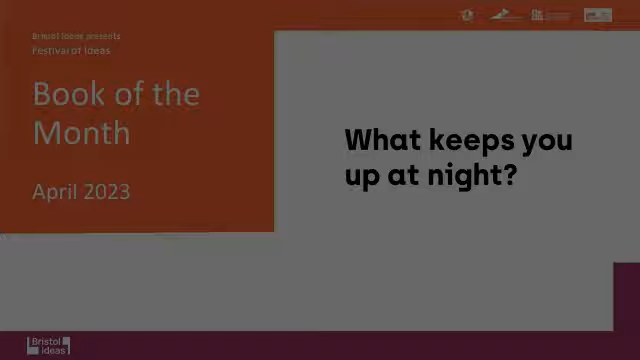 Bristol Ideas presents
Festival of Ideas
Book of the
Month
April 2023
What keeps you
up at night?
Bristol
Ideas